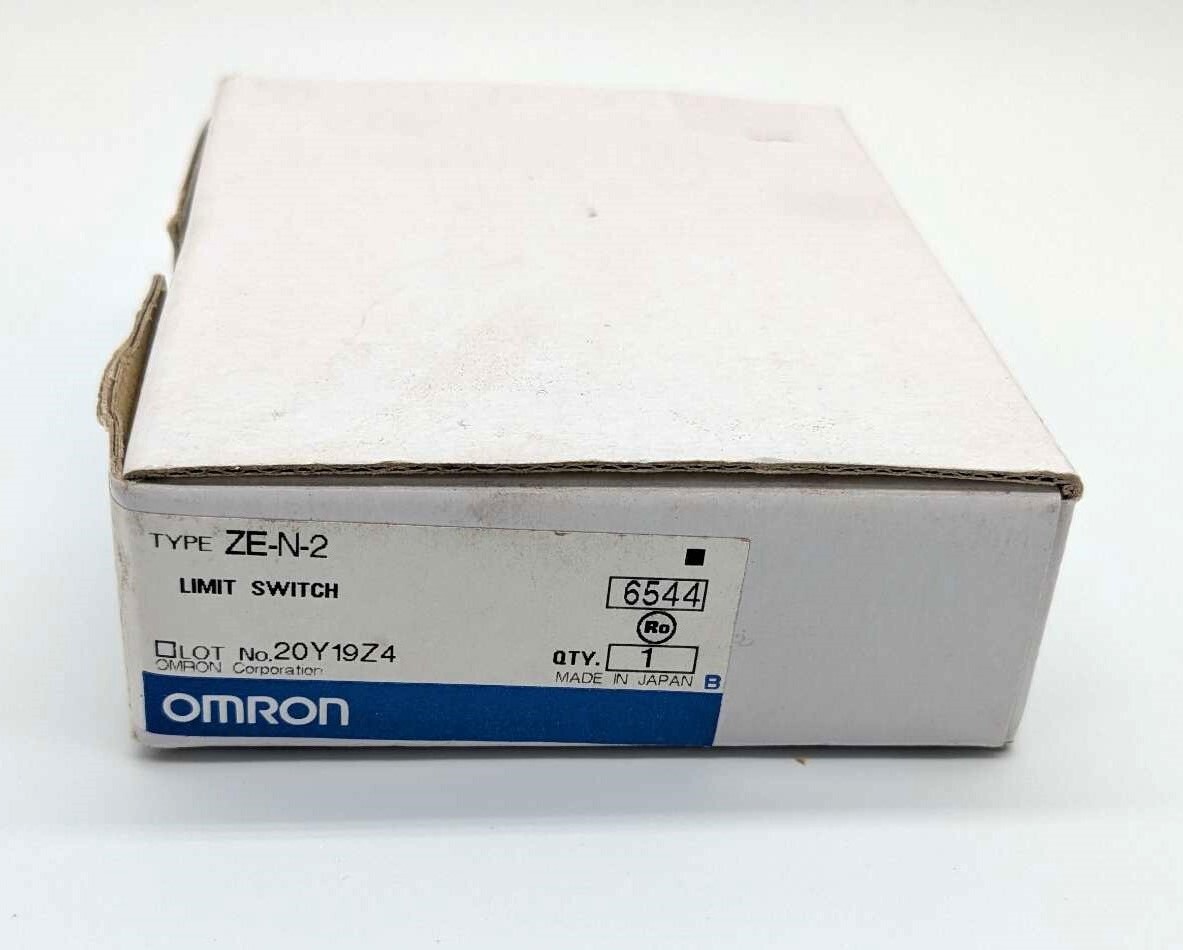 TYPE ZE-N-2
LIMIT SWITCH
6544
Ro
LOT No. 20Y19Z4
QTY. 1
OMRON Corporation
MADE IN JAPAN B
OMRON